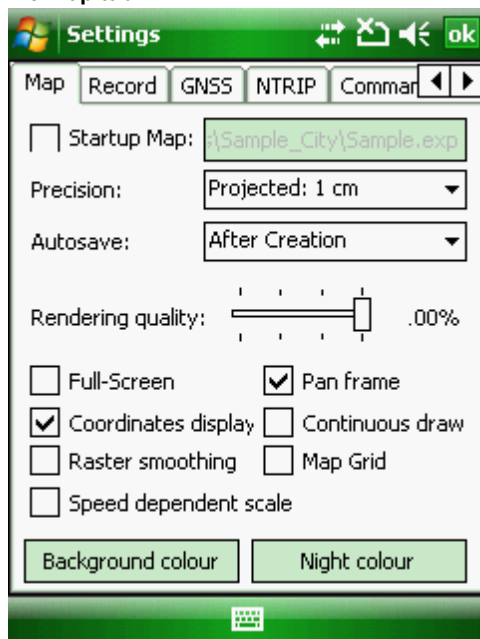 Settings ok
Map Record GNSS NTRIP Commar
Startup Map: s\Sample_City\Sample.exp
Precision: Projected: 1 cm
Autosave: After Creation
Rendering quality: .00%
Full-Screen Pan frame
Coordinates display Continuous draw
Raster smoothing Map Grid
Speed dependent scale
Background colour Night colour